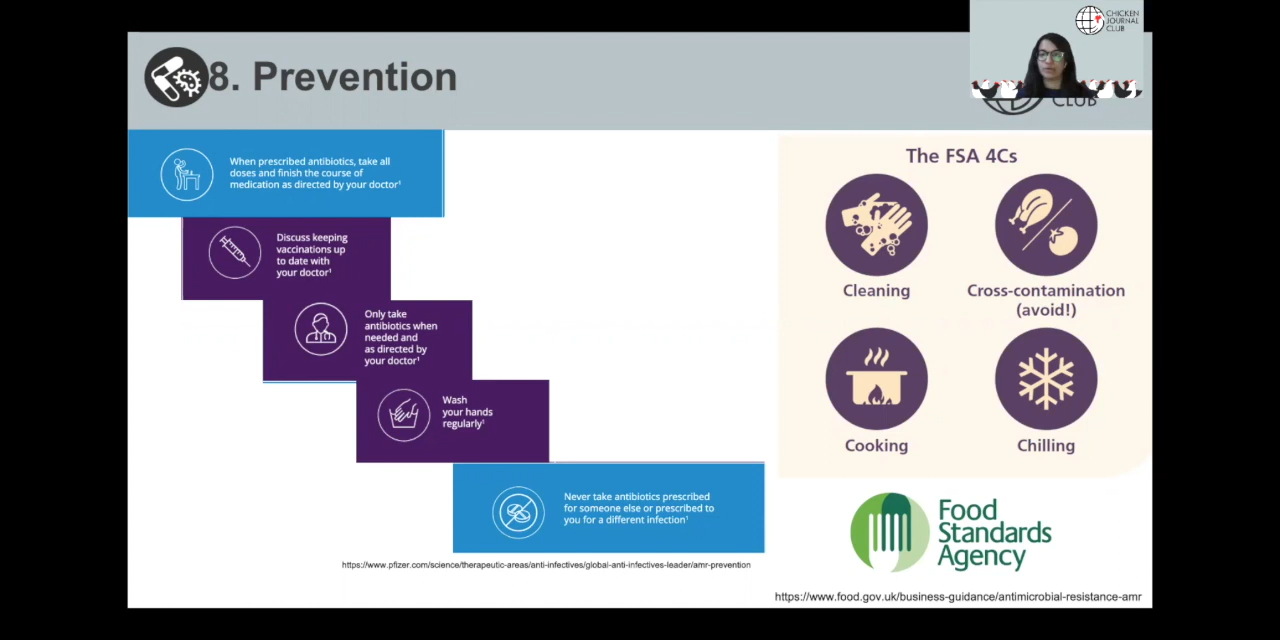 CHICKEN
JOURNAL
CLUB
8. Prevention
CLUB
When prescribed antibiotics, take all
doses and finish the course of
medication as directed by your doctor¹
Discuss keeping
vaccinations up
to date with
your doctor¹
Only take
antibiotics when
needed and
as directed by
your doctor¹
Wash
your hands
regularly¹
Never take antibiotics prescribed
for someone else or prescribed to
you for a different infection¹
https://www.pfizer.com/science/therapeutic-areas/anti-infectives/global-anti-infectives-leader/amr-prevention
The FSA 4Cs
Cleaning
Cross-contamination
(avoid!)
Cooking
Chilling
Food
Standards
Agency
https://www.food.gov.uk/business-guidance/antimicrobial-resistance-amr